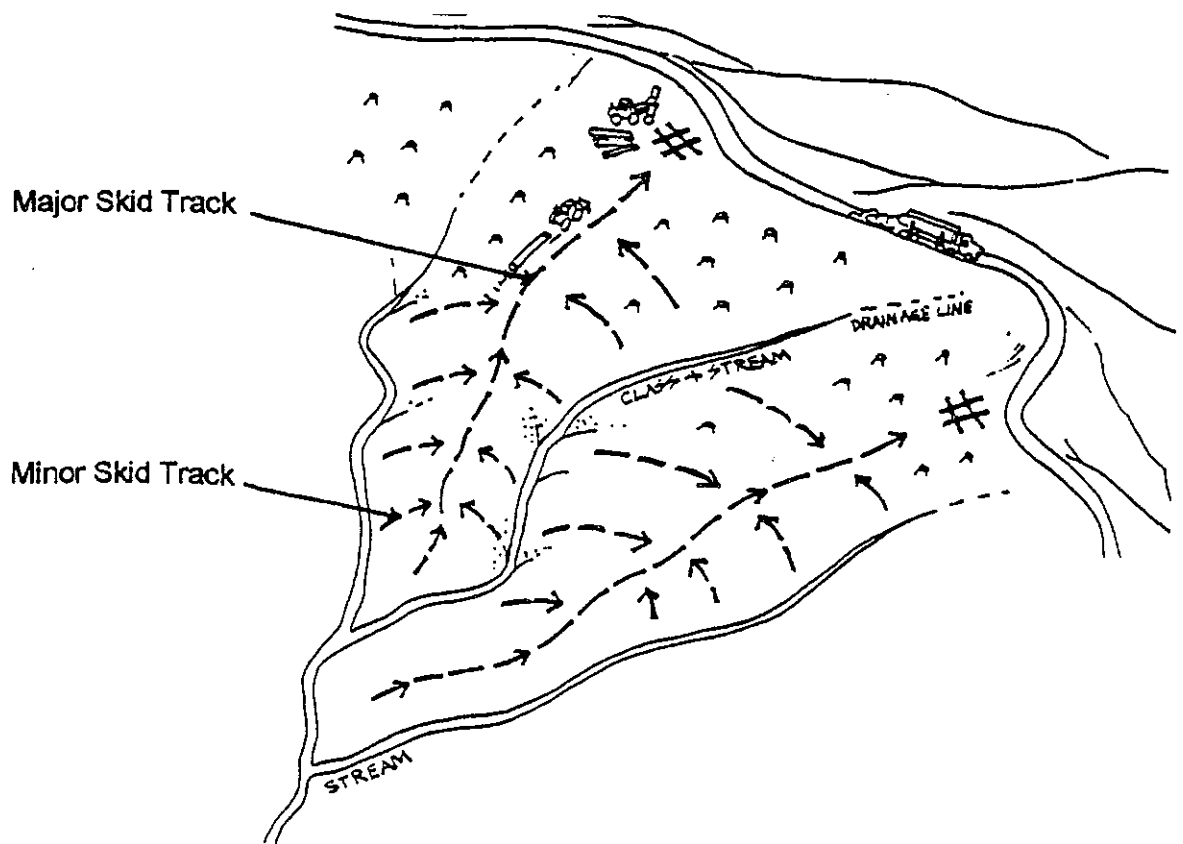 Major Skid Track
DRAINAGE LINE
CLASS 4 STREAM
Minor Skid Track
STREAM